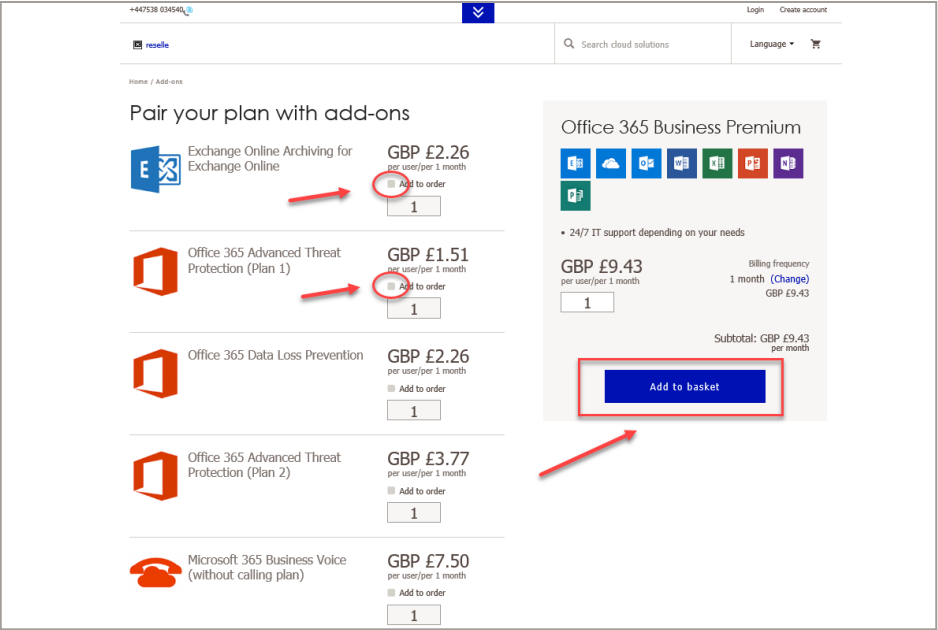 +447538 034540
Login Create account
reselle
Search cloud solutions
Language
Home / Add-ons
Pair your plan with add-ons
Exchange Online Archiving for
Exchange Online
GBP £2.26
per user/per 1 month
Add to order
1
Office 365 Advanced Threat
Protection (Plan 1)
GBP £1.51
per user/per 1 month
Add to order
1
Office 365 Data Loss Prevention
GBP £2.26
per user/per 1 month
Add to order
1
Office 365 Advanced Threat
Protection (Plan 2)
GBP £3.77
per user/per 1 month
Add to order
1
Microsoft 365 Business Voice
(without calling plan)
GBP £7.50
per user/per 1 month
Add to order
1
Office 365 Business Premium
• 24/7 IT support depending on your needs
GBP £9.43
per user/per 1 month
1
Billing frequency
1 month (Change)
GBP £9.43
Subtotal: GBP £9.43
per month
Add to basket